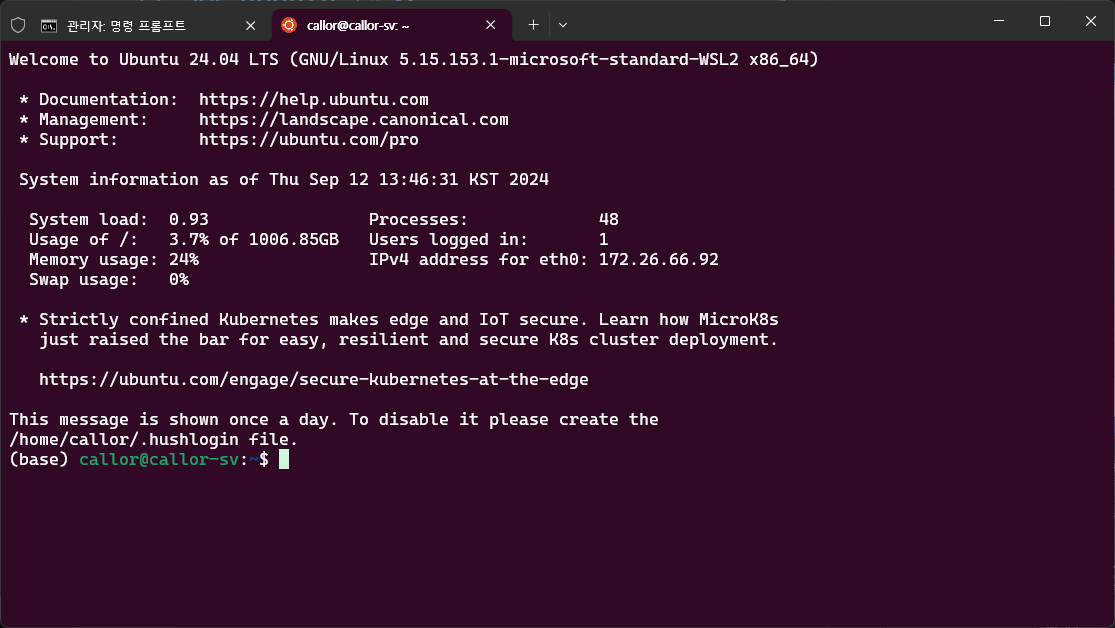 관리자: 명령 프롬프트
callor@callor-sv: ~
Welcome to Ubuntu 24.04 LTS (GNU/Linux 5.15.153.1-microsoft-standard-WSL2 x86_64)
* Documentation:  https://help.ubuntu.com
* Management:     https://landscape.canonical.com
* Support:        https://ubuntu.com/pro
System information as of Thu Sep 12 13:46:31 KST 2024
System load:  0.93                Processes:             48
Usage of /:   3.7% of 1006.85GB   Users logged in:       1
Memory usage: 24%                 IPv4 address for eth0: 172.26.66.92
Swap usage:   0%
* Strictly confined Kubernetes makes edge and IoT secure. Learn how MicroK8s
just raised the bar for easy, resilient and secure K8s cluster deployment.
https://ubuntu.com/engage/secure-kubernetes-at-the-edge
This message is shown once a day. To disable it please create the
/home/callor/.hushlogin file.
(base) callor@callor-sv:~$